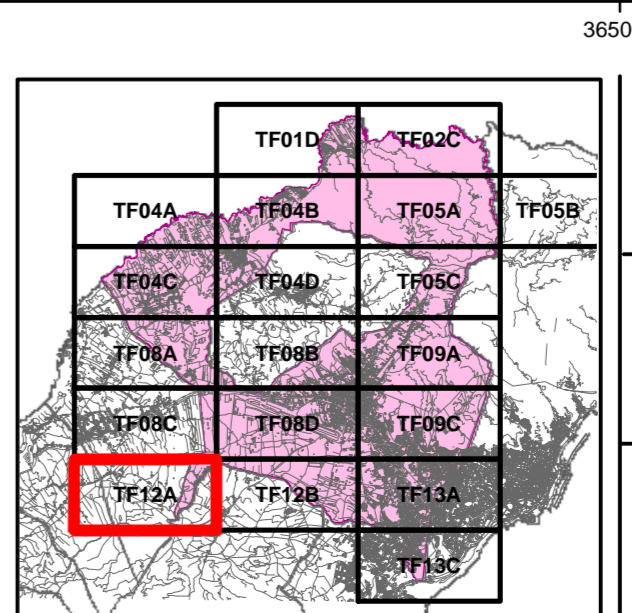 3650
TF01D TF02C
TF04A TF04B TF05A TF05B
TF04C TF04D TF05C
TF08A TF08B TF09A
TF08C TF08D TF09C
TF12A TF12B TF13A
TF13C